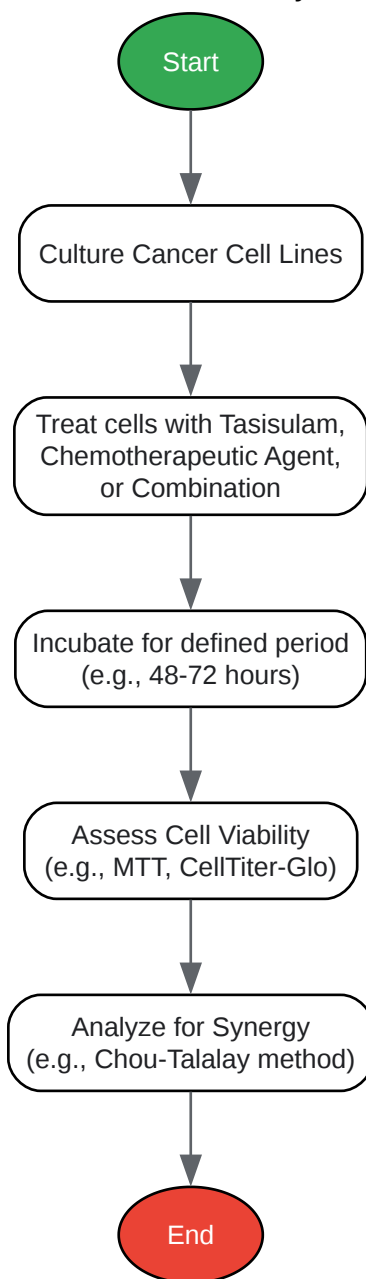 Start
Culture Cancer Cell Lines
Treat cells with Tasisulam,
Chemotherapeutic Agent,
or Combination
Incubate for defined period
(e.g., 48-72 hours)
Assess Cell Viability
(e.g., MTT, CellTiter-Glo)
Analyze for Synergy
(e.g., Chou-Talalay method)
End